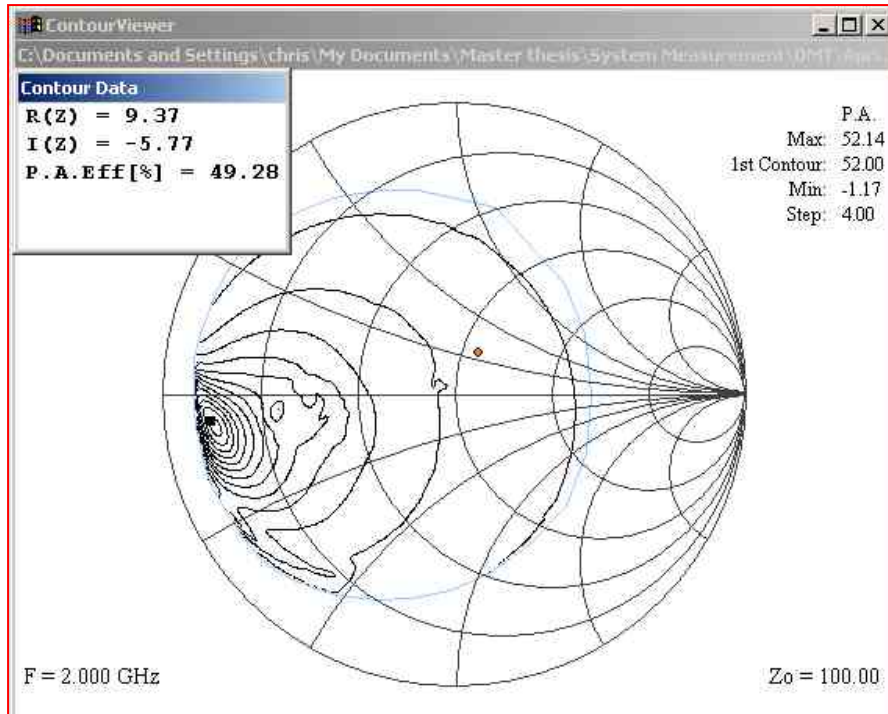 ContourViewer
C:\Documents and Settings\chris\My Documents\Master thesis\System Measurement\DMT\
Contour Data
R(Z) = 9.37
I(Z) = -5.77
P.A.Eff[%] = 49.28
P.A..
Max: 52.14
1st Contour: 52.00
Min: -1.17
Step: 4.00
F = 2.000 GHz
Zo = 100.00